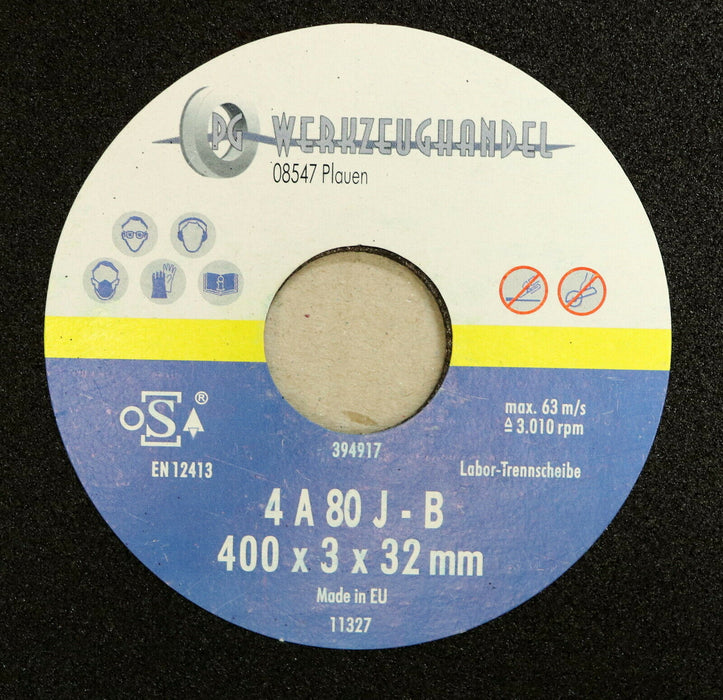 PG WERKZEUGHANDEL
08547 Plauen
oSA®
EN 12413
394917
max. 63 m/s
≙ 3.010 rpm
Labor-Trennscheibe
4 A 80 J - B
400 x 3 x 32 mm
Made in EU
11327